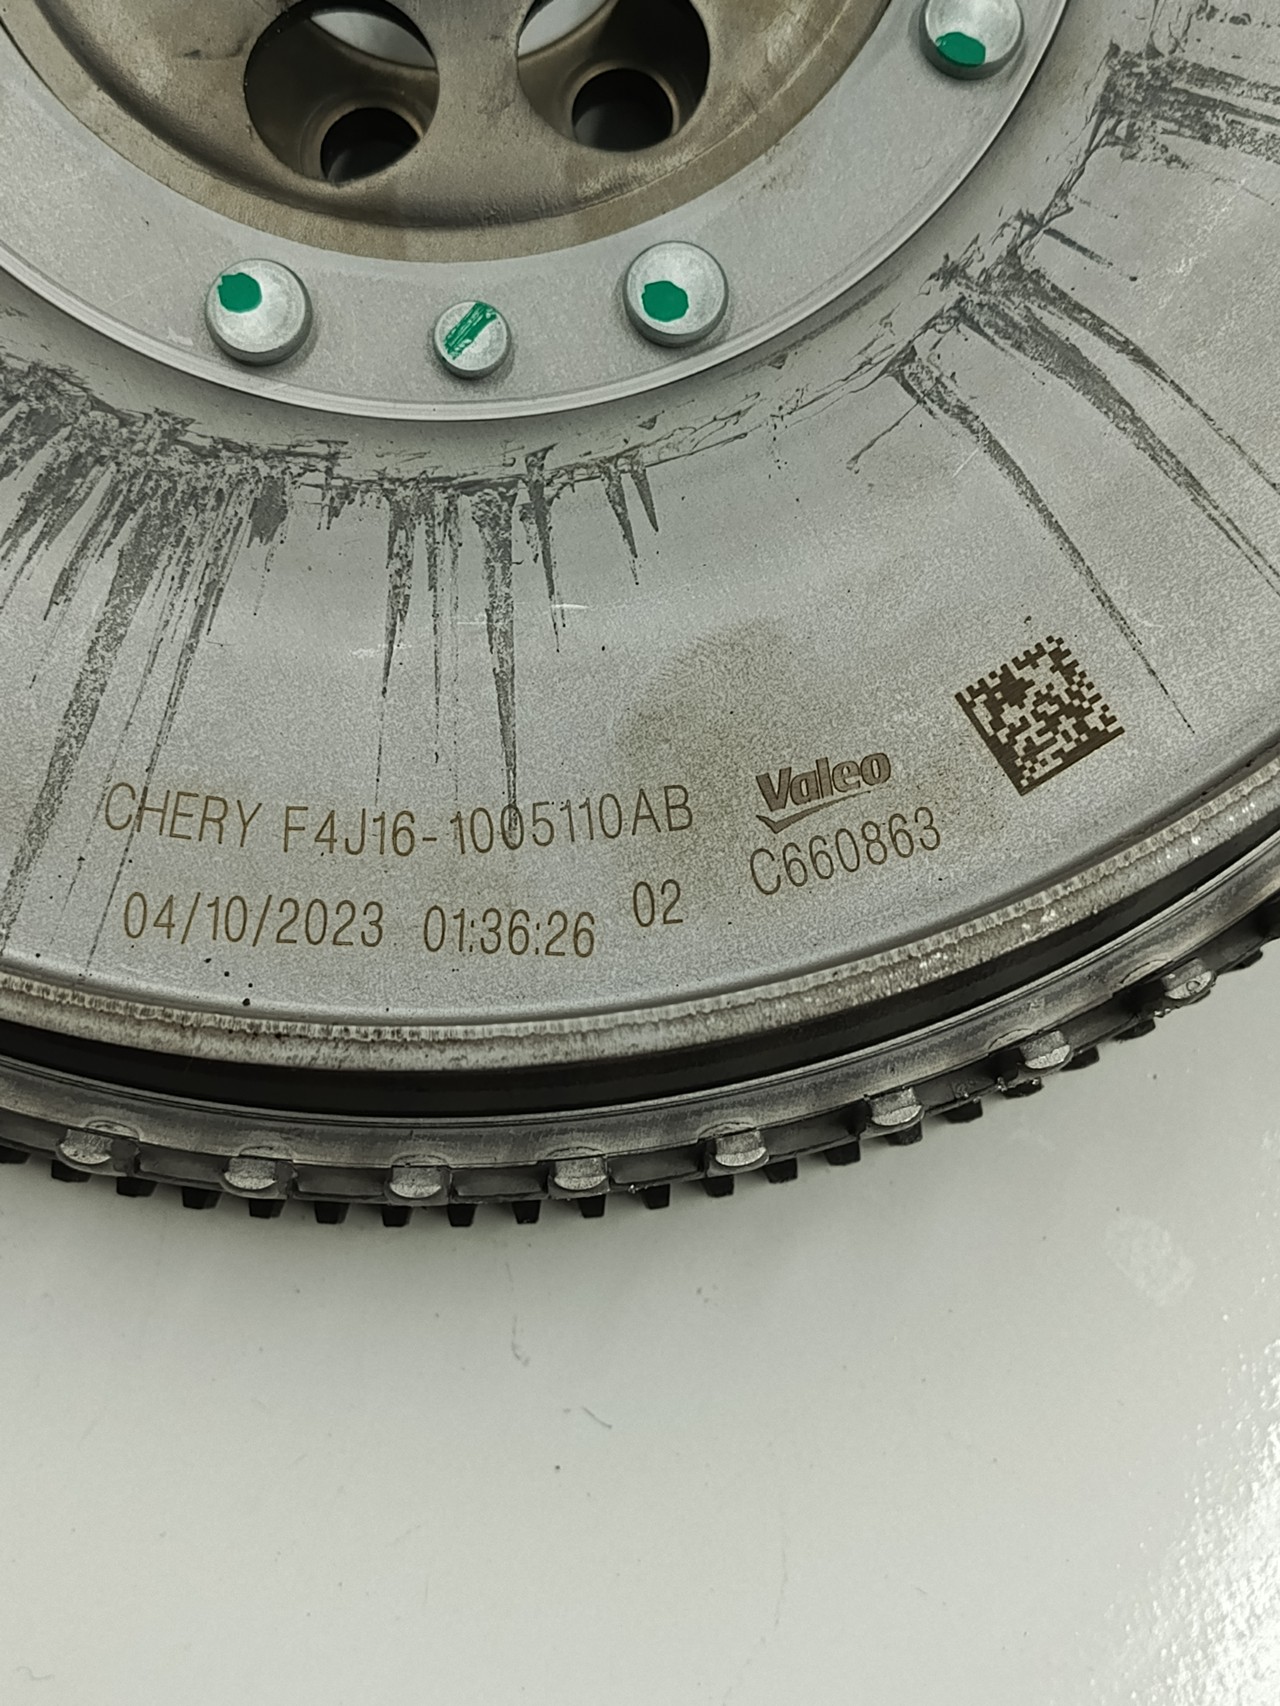 CHERY F4J16-1005110AB Valeo
04/10/2023 01:36:26 02 C660863